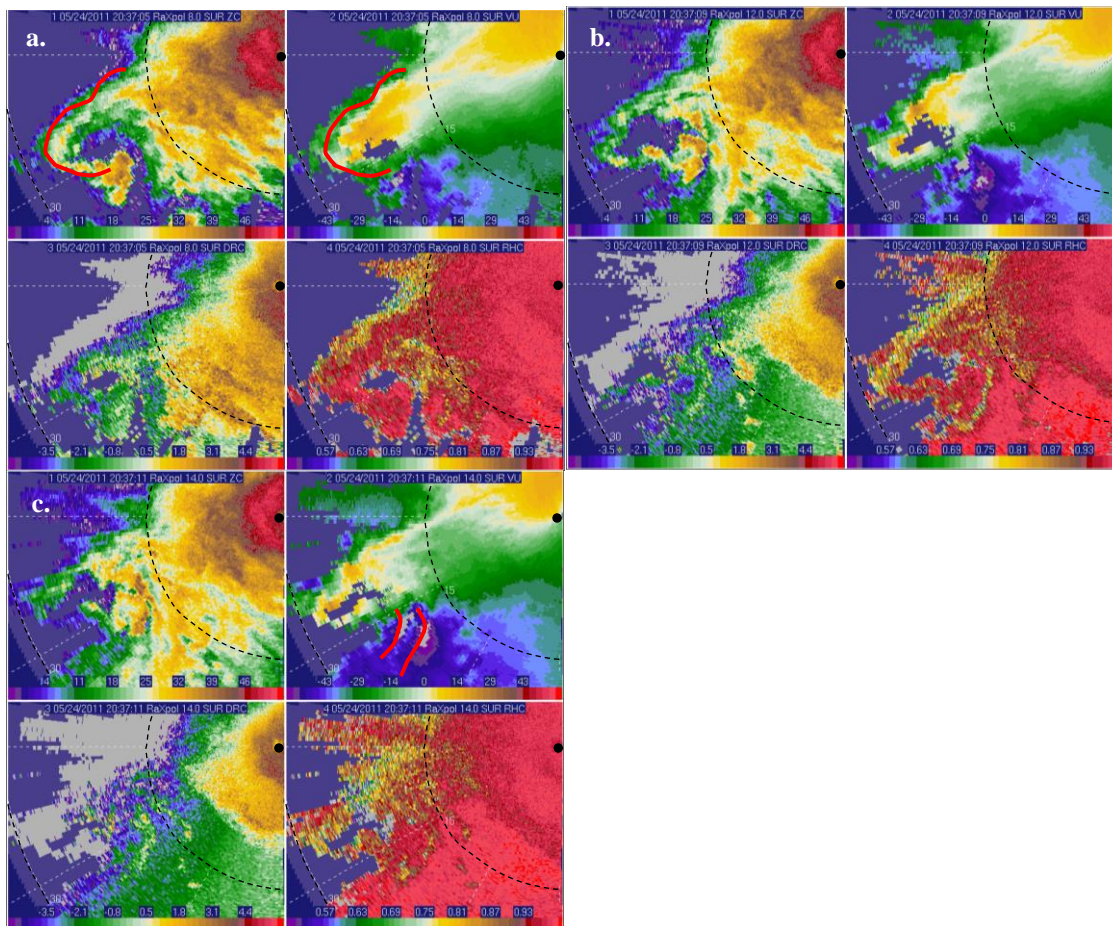 a.
1 05/24/2011 20:37:05 RaXpol 8.0 SUR ZC
2 05/24/2011 20:37:05 RaXpol 8.0 SUR VU
30
4 11 18 25 32 39 46
15
-43 -29 -14 0 14 29 43
3 05/24/2011 20:37:05 RaXpol 8.0 SUR DRC
4 05/24/2011 20:37:05 RaXpol 8.0 SUR RHC
30
-3.5 -2.1 -0.8 0.5 1.8 3.1 4.4
30
0.57 0.63 0.69 0.75 0.81 0.87 0.93
b.
1 05/24/2011 20:37:09 RaXpol 12.0 SUR ZC
2 05/24/2011 20:37:09 RaXpol 12.0 SUR VU
30
4 11 18 25 32 39 46
15
-43 -29 -14 0 14 29 43
3 05/24/2011 20:37:09 RaXpol 12.0 SUR DRC
4 05/24/2011 20:37:09 RaXpol 12.0 SUR RHC
30
-3.5 -2.1 -0.8 0.5 1.8 3.1 4.4
30
0.57 0.63 0.69 0.75 0.81 0.87 0.93
c.
1 05/24/2011 20:37:11 RaXpol 14.0 SUR ZC
2 05/24/2011 20:37:11 RaXpol 14.0 SUR VU
30
4 11 18 25 32 39 46
15
30
-43 -29 -14 0 14 29 43
3 05/24/2011 20:37:11 RaXpol 14.0 SUR DRC
4 05/24/2011 20:37:11 RaXpol 14.0 SUR RHC
30
-3.5 -2.1 -0.8 0.5 1.8 3.1 4.4
15
30
0.57 0.63 0.69 0.75 0.81 0.87 0.93